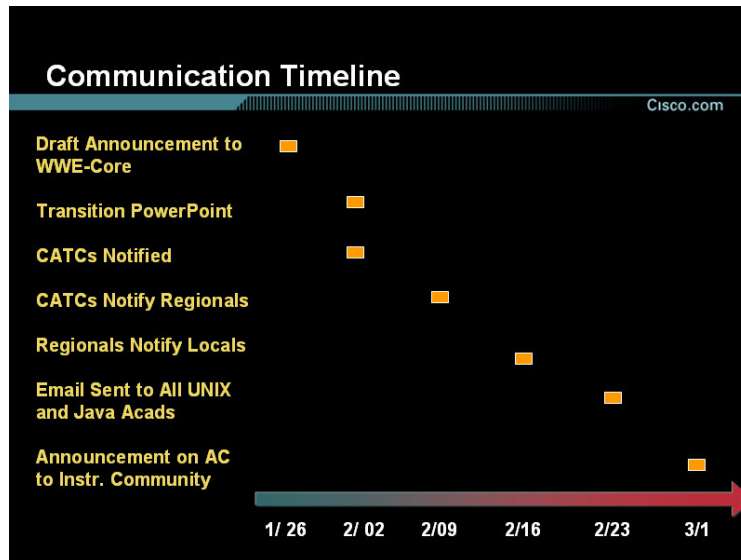 Communication Timeline
Cisco.com
Draft Announcement to
WWE-Core
Transition PowerPoint
CATCs Notified
CATCs Notify Regionals
Regionals Notify Locals
Email Sent to All UNIX
and Java Acads
Announcement on AC
to Instr. Community
1/ 26 2/ 02 2/09 2/16 2/23 3/1